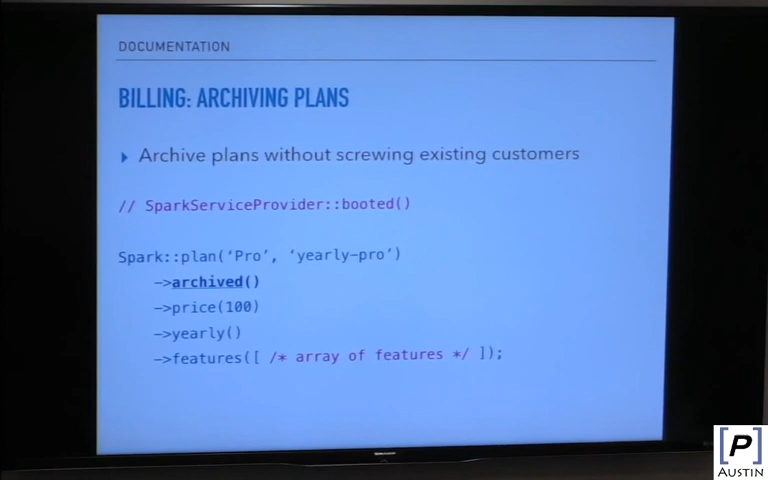 DOCUMENTATION
BILLING: ARCHIVING PLANS
Archive plans without screwing existing customers
// SparkServiceProvider::booted()
Spark::plan(‘Pro’, ‘yearly-pro’)
->archived()
->price(100)
->yearly()
->features([ /* array of features */ ]);
[P]
AUSTIN